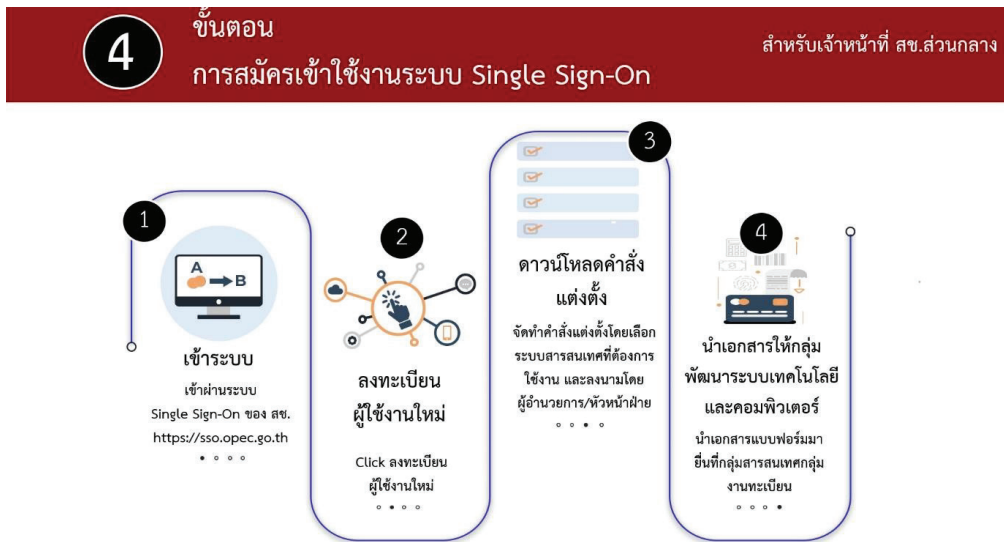 4
ขั้นตอน
การสมัครเข้าใช้งานระบบ Single Sign-On
สำหรับเจ้าหน้าที่ สช.ส่วนกลาง
1
A
B
เข้าระบบ
เข้าผ่านระบบ
Single Sign-On ของ สช.
https://sso.opec.go.th
2
ลงทะเบียน
ผู้ใช้งานใหม่
Click ลงทะเบียน
ผู้ใช้งานใหม่
3
ดาวน์โหลดคำสั่ง
แต่งตั้ง
จัดทำคำสั่งแต่งตั้งโดยเลือก
ระบบสารสนเทศที่ต้องการ
ใช้งาน และลงนามโดย
ผู้อำนวยการ/หัวหน้าฝ่าย
4
นำเอกสารให้กลุ่ม
พัฒนาระบบเทคโนโลยี
และคอมพิวเตอร์
นำเอกสารแบบฟอร์มมา
ยื่นที่กลุ่มสารสนเทศกลุ่ม
งานทะเบียน